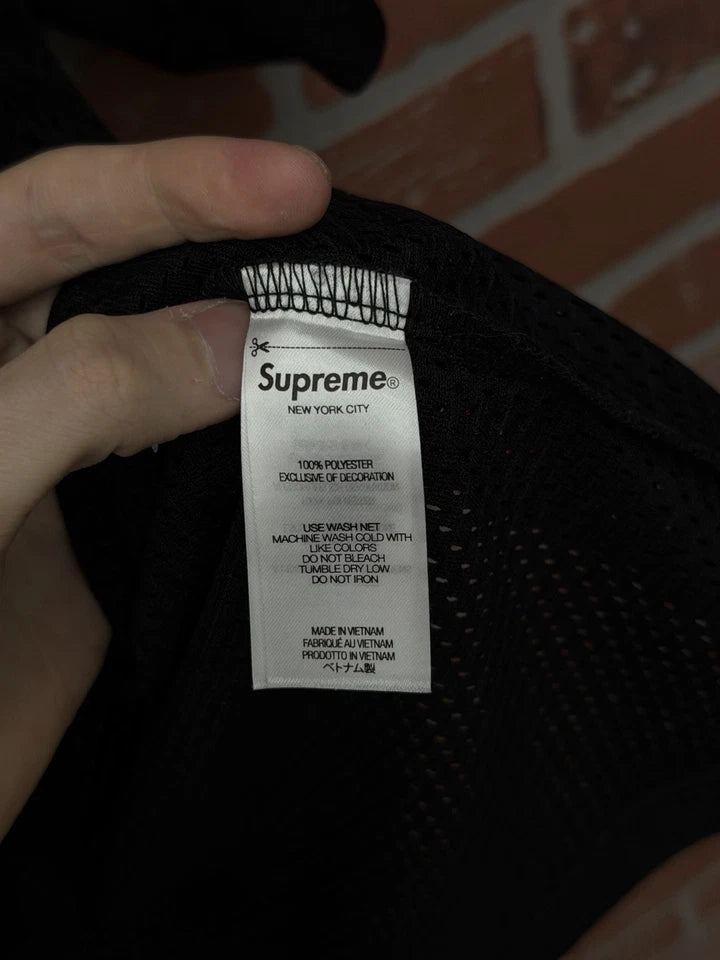 Supreme®
NEW YORK CITY
100% POLYESTER
EXCLUSIVE OF DECORATION
USE WASH NET
MACHINE WASH COLD WITH
LIKE COLORS
DO NOT BLEACH
TUMBLE DRY LOW
DO NOT IRON
MADE IN VIETNAM
FABRIQUÉ AU VIETNAM
PRODOTTO IN VIETNAM
ベトナム製